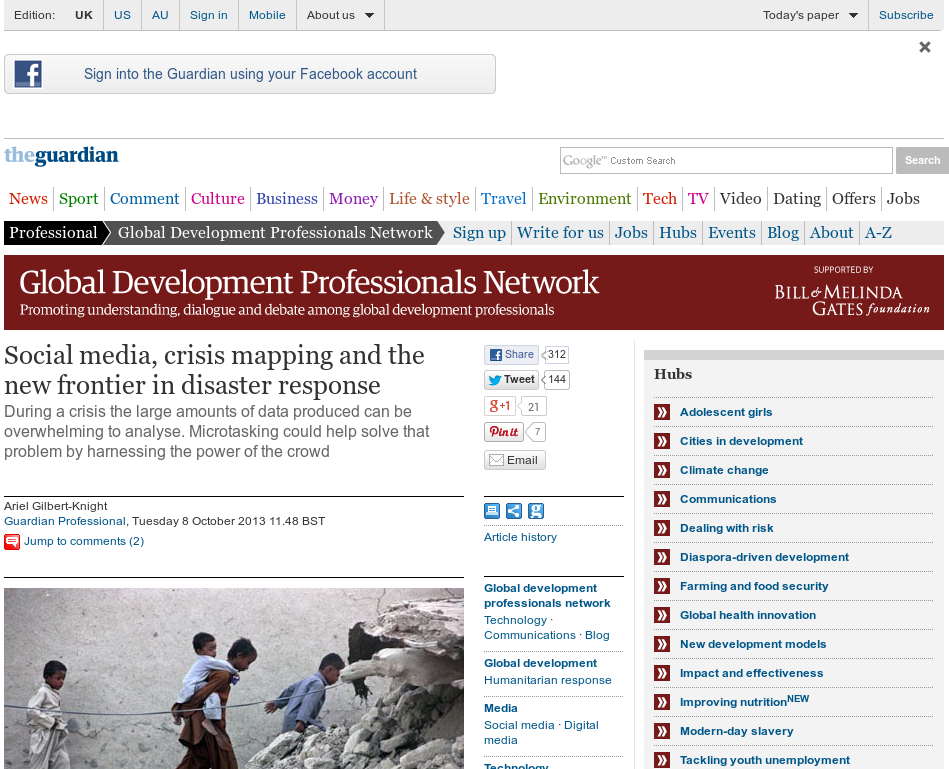 Edition: UK US AU Sign in Mobile About us Today's paper Subscribe
Sign into the Guardian using your Facebook account
theguardian
Google™ Custom Search Search
News Sport Comment Culture Business Money Life & style Travel Environment Tech TV Video Dating Offers Jobs
Professional Global Development Professionals Network Sign up Write for us Jobs Hubs Events Blog About A-Z
Global Development Professionals Network
Promoting understanding, dialogue and debate among global development professionals
SUPPORTED BY
BILL & MELINDA
GATES foundation
Social media, crisis mapping and the
new frontier in disaster response
During a crisis the large amounts of data produced can be
overwhelming to analyse. Microtasking could help solve that
problem by harnessing the power of the crowd
Ariel Gilbert-Knight
Guardian Professional, Tuesday 8 October 2013 11.48 BST
Jump to comments (2)
Share 312
Tweet 144
g+1 21
Pin it 7
Email
Article history
Global development
professionals network
Technology ·
Communications · Blog
Global development
Humanitarian response
Media
Social media · Digital
media
Technology
Hubs
Adolescent girls
Cities in development
Climate change
Communications
Dealing with risk
Diaspora-driven development
Farming and food security
Global health innovation
New development models
Impact and effectiveness
Improving nutritionNEW
Modern-day slavery
Tackling youth unemployment